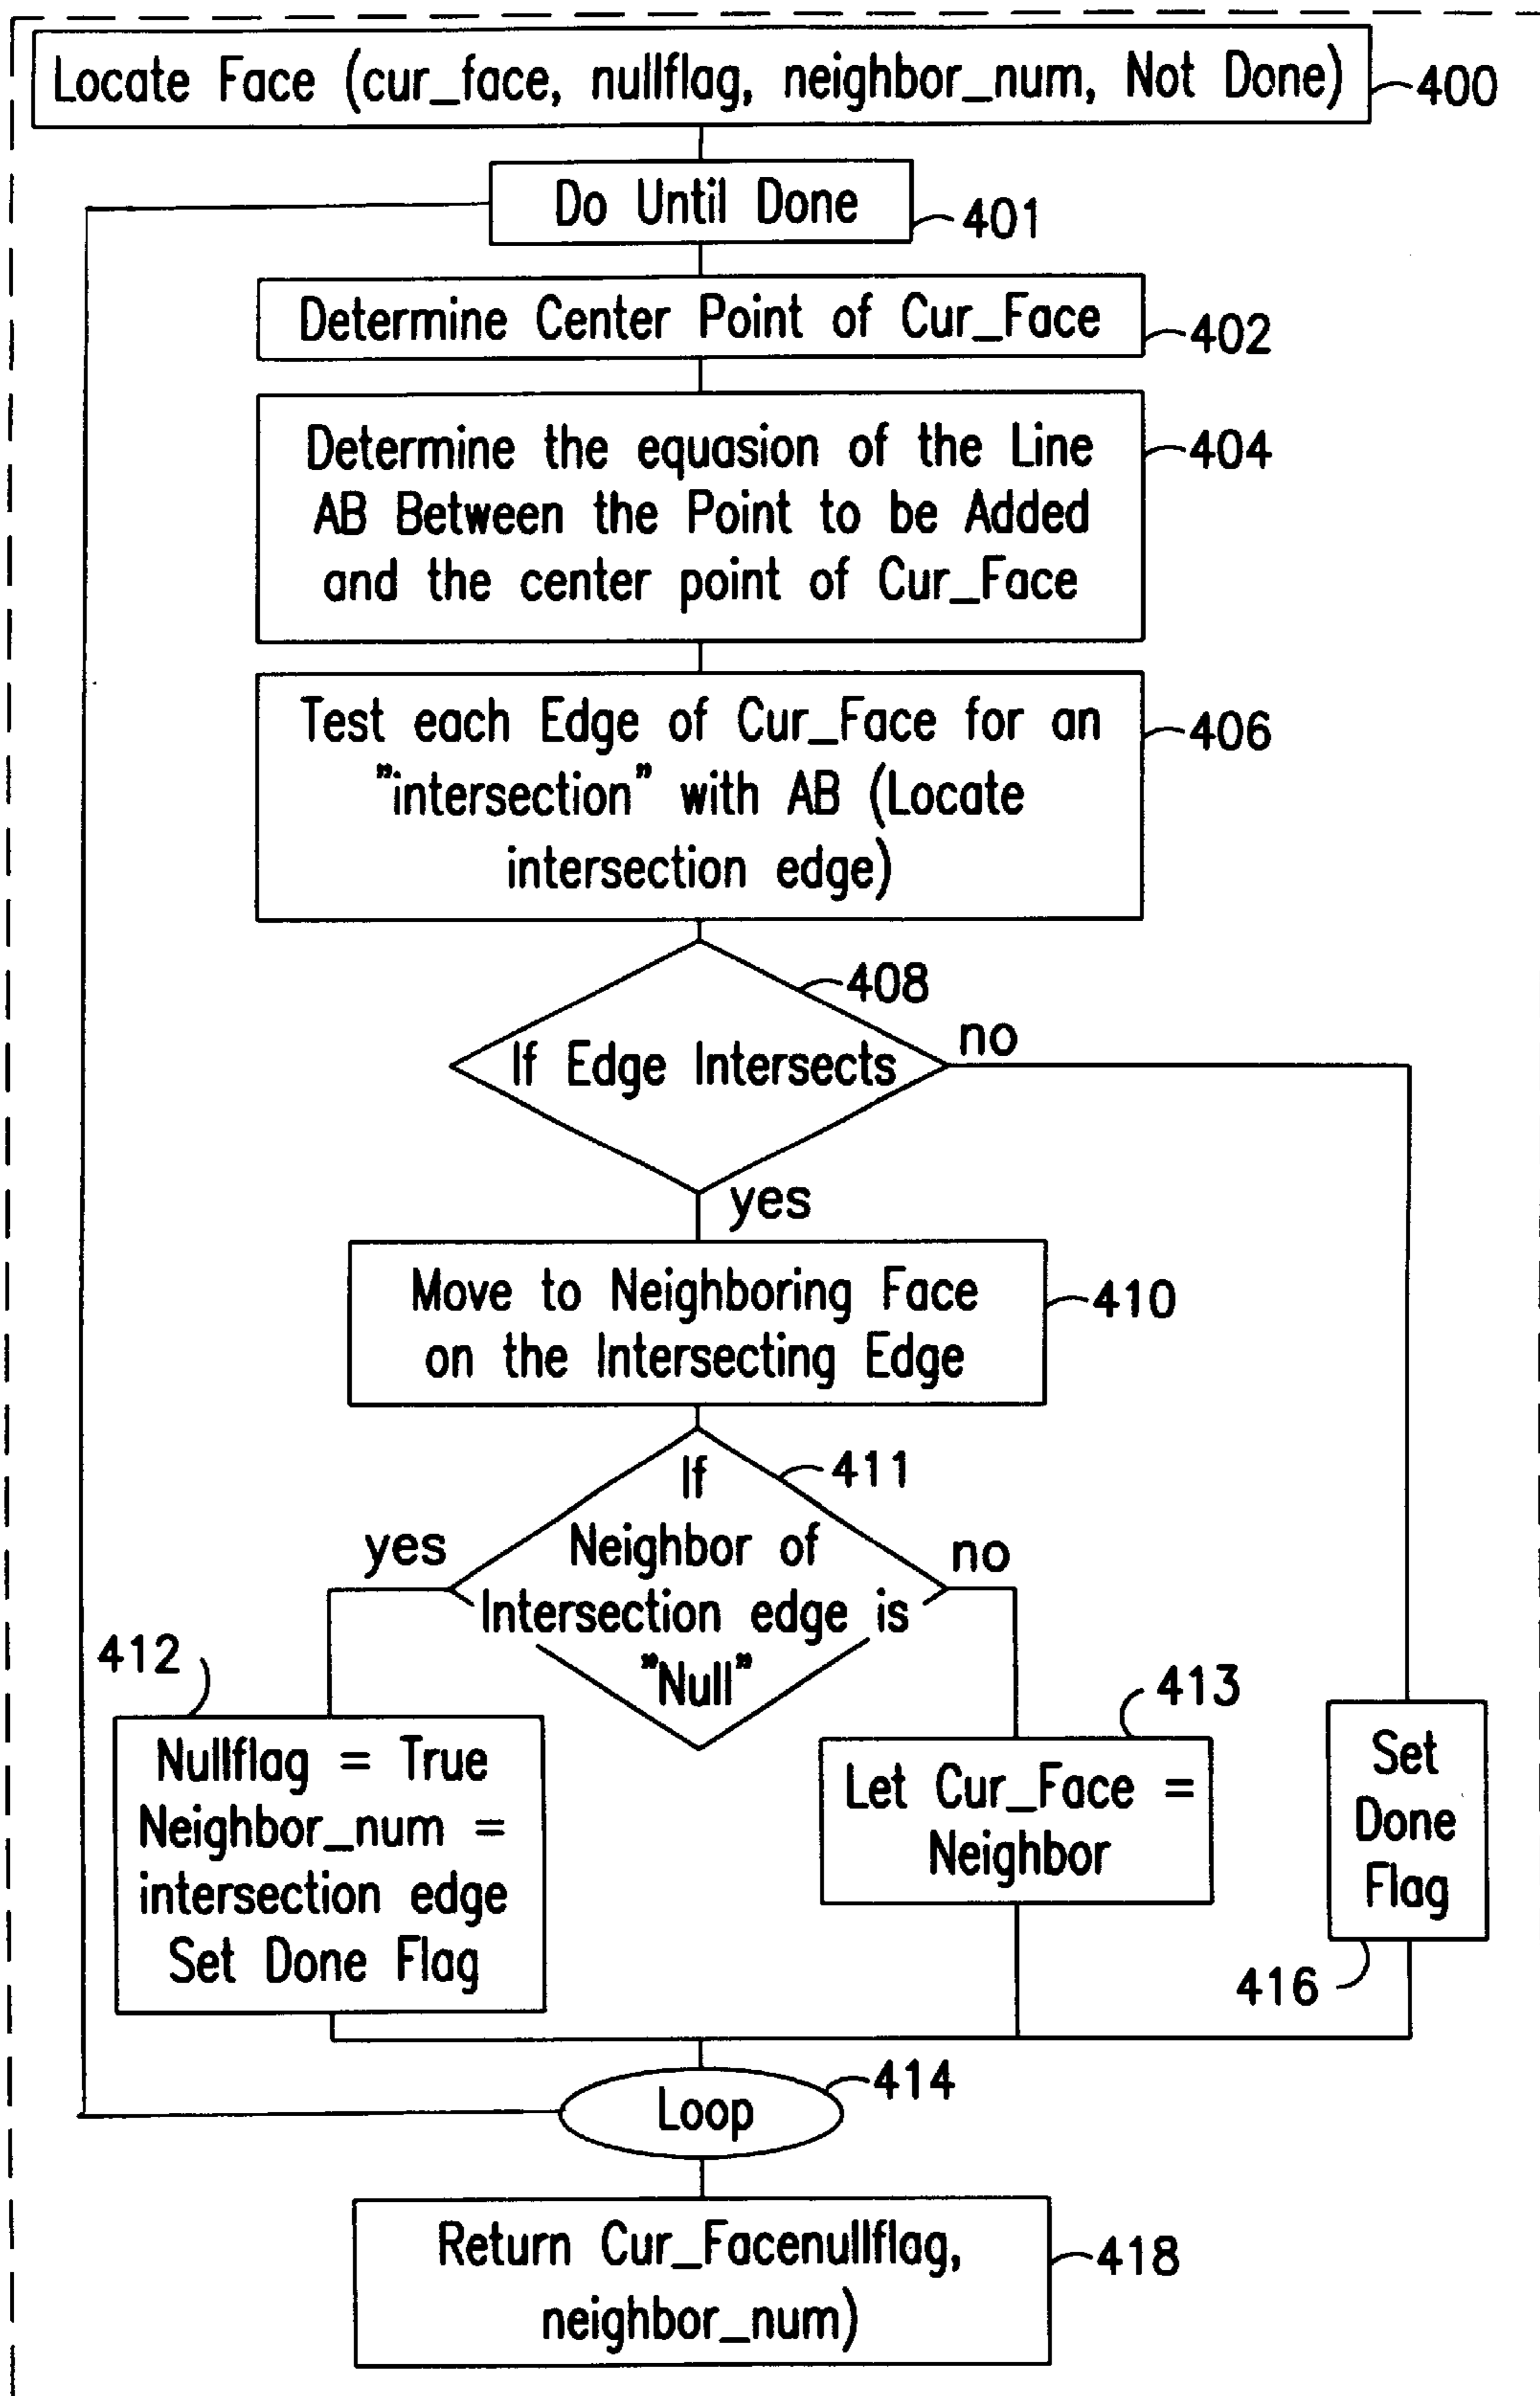 Locate Face (cur_face, nullflag, neighbor_num, Not Done)
400
Do Until Done
401
Determine Center Point of Cur_Face
402
Determine the equasion of the Line
AB Between the Point to be Added
and the center point of Cur_Face
404
Test each Edge of Cur_Face for an
"intersection" with AB (Locate
intersection edge)
406
408
If Edge Intersects
no
yes
Move to Neighboring Face
on the Intersecting Edge
410
411
If
Neighbor of
Intersection edge is
"Null"
yes
no
412
Nullflag = True
Neighbor_num =
intersection edge
Set Done Flag
413
Let Cur_Face =
Neighbor
Set
Done
Flag
416
Loop
414
Return Cur_Facenullflag,
neighbor_num)
418